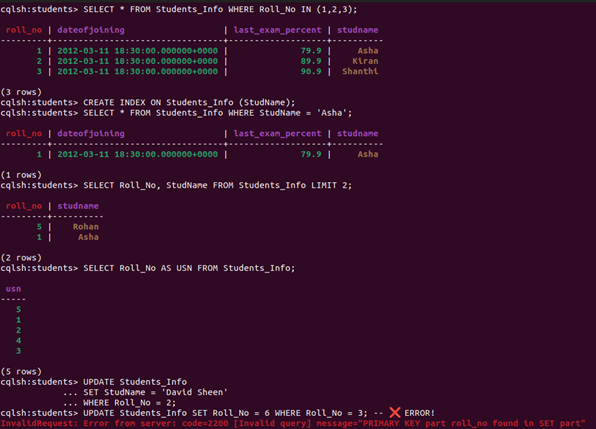 cqlsh:students> SELECT * FROM Students_Info WHERE Roll_No IN (1,2,3);
roll_no | dateofjoining | last_exam_percent | studname
---------+---------------------------------+-------------------+----------
1 | 2012-03-11 18:30:00.000000+0000 | 79.9 | Asha
2 | 2012-03-11 18:30:00.000000+0000 | 89.9 | Kiran
3 | 2012-03-11 18:30:00.000000+0000 | 90.9 | Shanthi
(3 rows)
cqlsh:students> CREATE INDEX ON Students_Info (StudName);
cqlsh:students> SELECT * FROM Students_Info WHERE StudName = 'Asha';
roll_no | dateofjoining | last_exam_percent | studname
---------+---------------------------------+-------------------+----------
1 | 2012-03-11 18:30:00.000000+0000 | 79.9 | Asha
(1 rows)
cqlsh:students> SELECT Roll_No, StudName FROM Students_Info LIMIT 2;
roll_no | studname
---------+----------
5 | Rohan
1 | Asha
(2 rows)
cqlsh:students> SELECT Roll_No AS USN FROM Students_Info;
usn
-----
5
1
2
4
3
(5 rows)
cqlsh:students> UPDATE Students_Info
... SET StudName = 'David Sheen'
... WHERE Roll_No = 2;
cqlsh:students> UPDATE Students_Info SET Roll_No = 6 WHERE Roll_No = 3; -- ❌ ERROR!
InvalidRequest: Error from server: code=2200 [Invalid query] message="PRIMARY KEY part roll_no found in SET part"